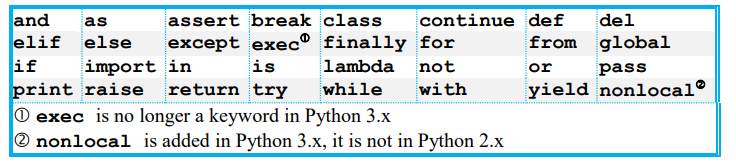 and as assert break class continue def del
elif else except exec① finally for from global
if import in is lambda not or pass
print raise return try while with yield nonlocal②
① exec is no longer a keyword in Python 3.x
② nonlocal is added in Python 3.x, it is not in Python 2.x